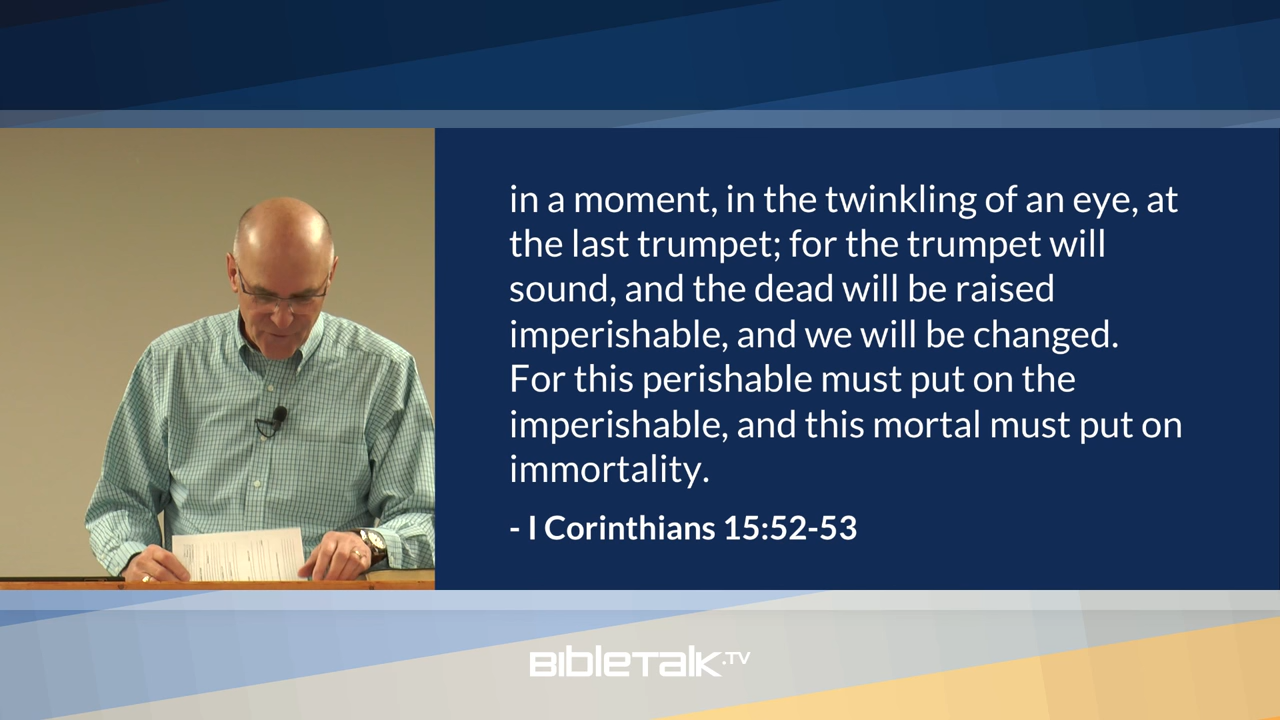 in a moment, in the twinkling of an eye, at
the last trumpet; for the trumpet will
sound, and the dead will be raised
imperishable, and we will be changed.
For this perishable must put on the
imperishable, and this mortal must put on
immortality.
- I Corinthians 15:52-53
BibleTalk.TV